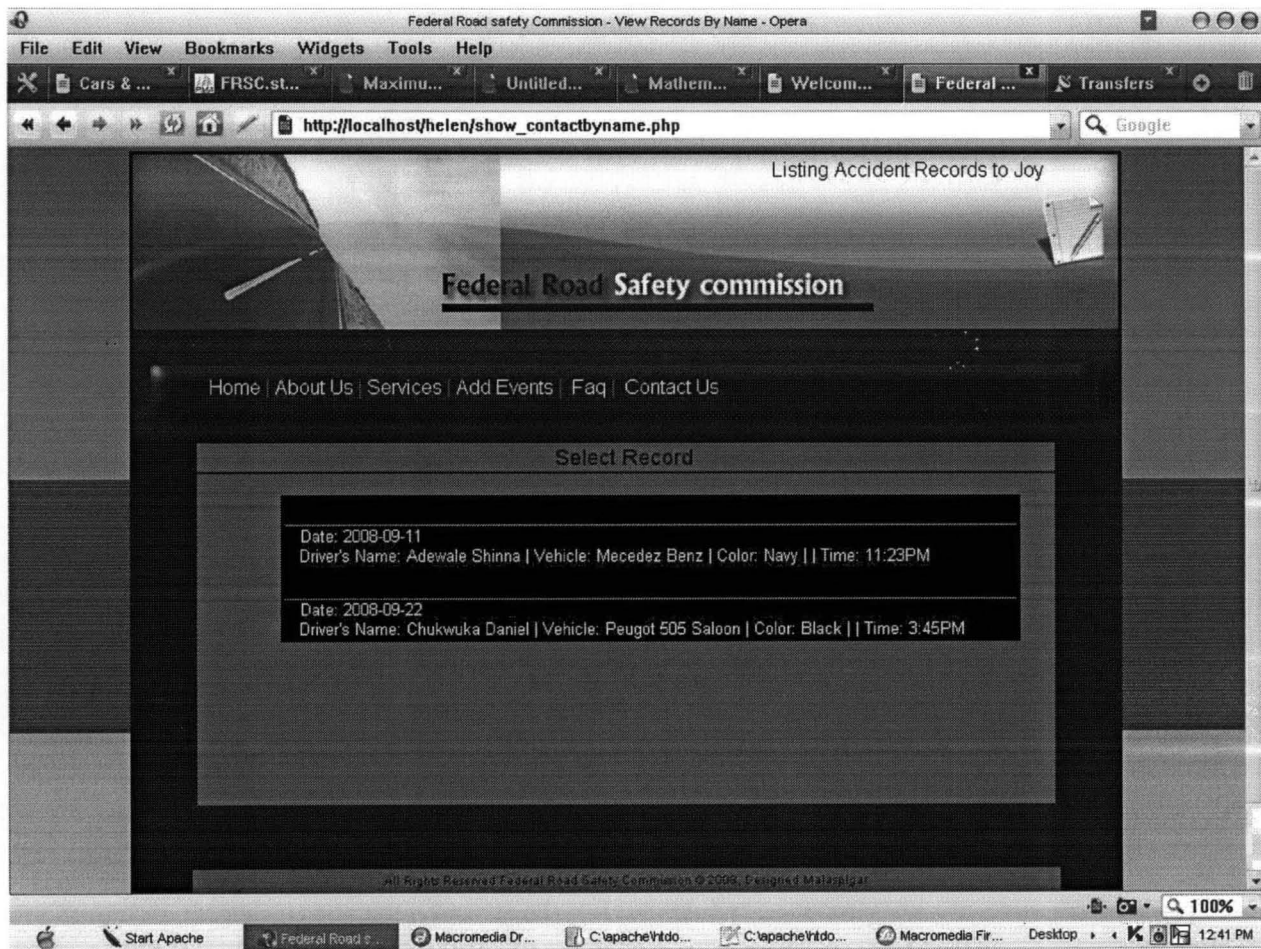 Federal Road safety Commission - View Records By Name - Opera
File Edit View Bookmarks Widgets Tools Help
Cars & ... FRSC.st... Maximu... Untitled... Mathem... Welcom... Federal ... Transfers
http://localhost/helen/show_contactbyname.php Google
Listing Accident Records to Joy
Federal Road Safety commission
Home | About Us | Services | Add Events | Faq | Contact Us
Select Record
Date: 2008-09-11
Driver's Name: Adewale Shinna | Vehicle: Mecedez Benz | Color: Navy | | Time: 11:23PM
Date: 2008-09-22
Driver's Name: Chukwuka Daniel | Vehicle: Peugot 505 Saloon | Color: Black | | Time: 3:45PM
All Rights Reserved Federal Road Safety Commission © 2008, Designed Malaspigar
100%
Start Apache Federal Road s... Macromedia Dr... C:\apache\htdo... C:\apache\htdo... Macromedia Fir... Desktop 12:41 PM